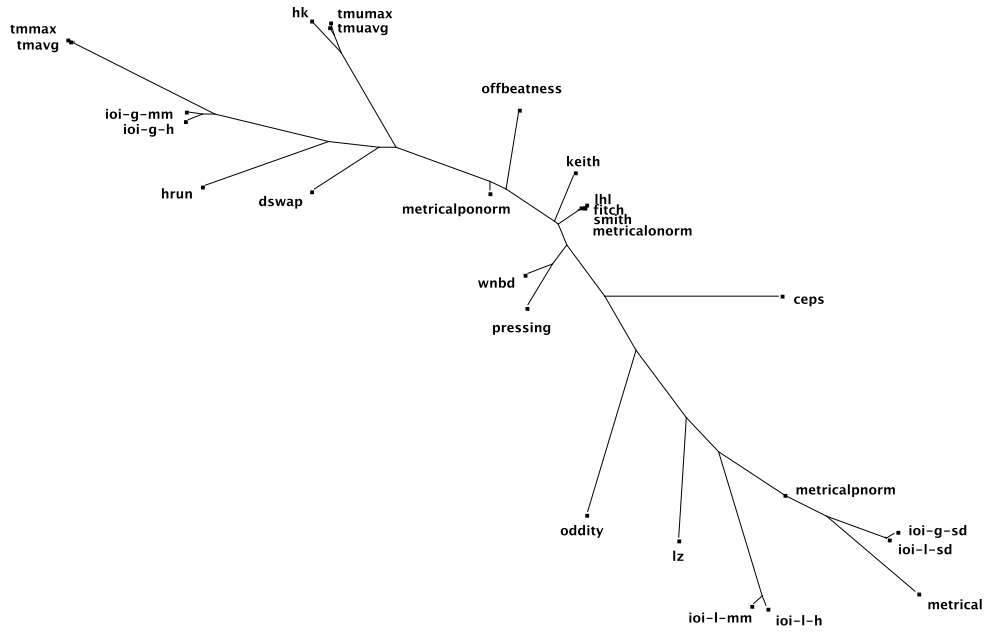 hk
tmumax
tmuavg
tmmax
tmavg
offbeatness
ioi-g-mm
ioi-g-h
keith
hrun
dswap
lhl
fitch
metricalponorm
smith
metricalonorm
wnbd
ceps
pressing
metricalpnorm
oddity
ioi-g-sd
ioi-l-sd
lz
metrical
ioi-l-mm
ioi-l-h